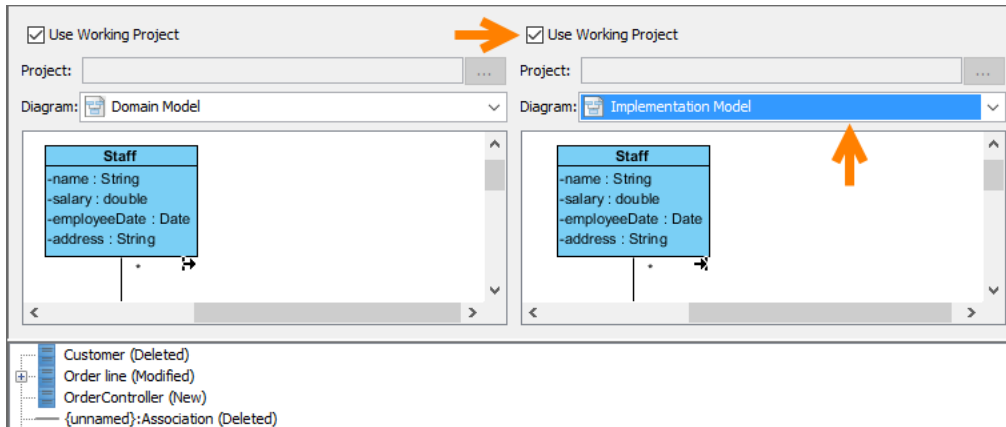 Use Working Project
Project:
...
Diagram: Domain Model
Staff
-name : String
-salary : double
-employeeDate : Date
-address : String
*
Use Working Project
Project:
...
Diagram: Implementation Model
Staff
-name : String
-salary : double
-employeeDate : Date
-address : String
*
Customer (Deleted)
Order line (Modified)
OrderController (New)
{unnamed}:Association (Deleted)